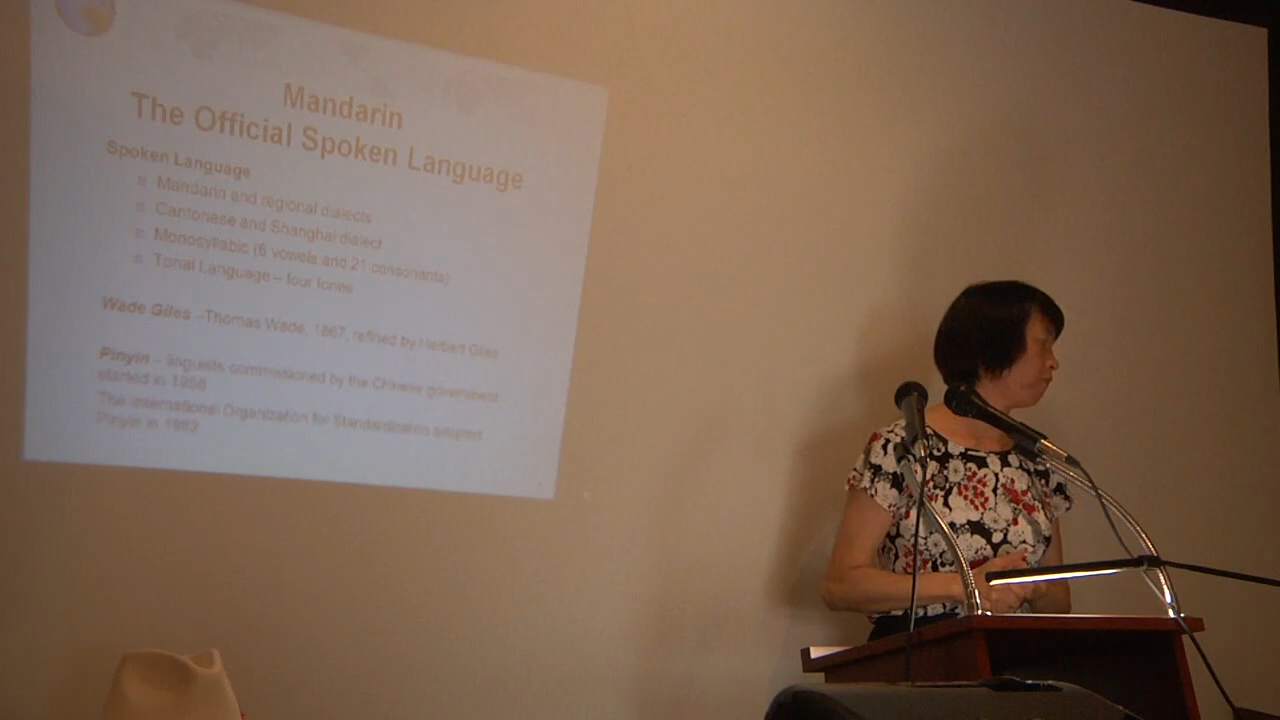 Mandarin
The Official Spoken Language
Spoken Language
Mandarin and regional dialects
Cantonese and Shanghai dialect
Monosyllabic (6 vowels and 21 consonants)
Tonal Language – four tones
Wade Giles –Thomas Wade, 1867, refined by Herbert Giles
Pinyin – linguists commissioned by the Chinese government
started in 1958
The International Organization for Standardization adopted
Pinyin in 1982